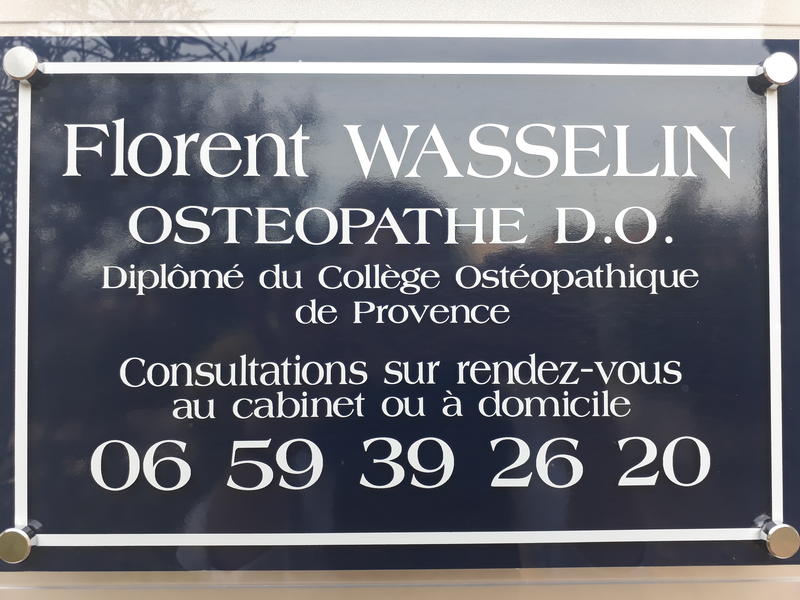 Florent WASSELIN
OSTEOPATHE D.O.
Diplômé du Collège Ostéopathique
de Provence
Consultations sur rendez-vous
au cabinet ou à domicile
06 59 39 26 20